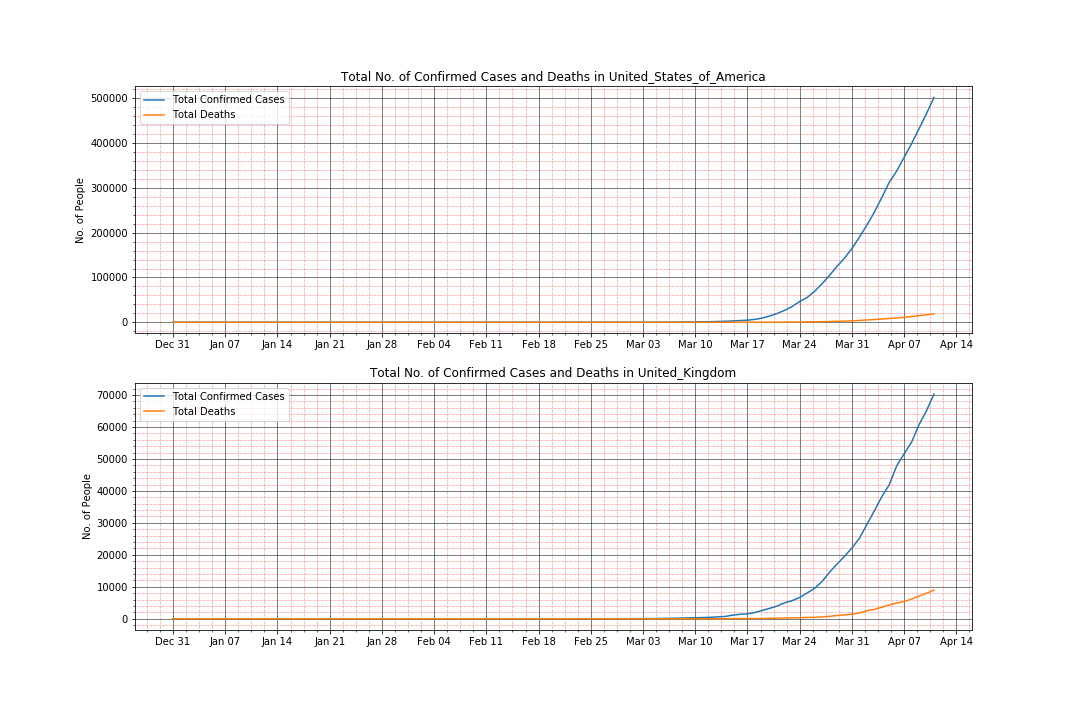 Total No. of Confirmed Cases and Deaths in United_States_of_America
Total Confirmed Cases
Total Deaths
No. of People
500000
400000
300000
200000
100000
0
Dec 31 Jan 07 Jan 14 Jan 21 Jan 28 Feb 04 Feb 11 Feb 18 Feb 25 Mar 03 Mar 10 Mar 17 Mar 24 Mar 31 Apr 07 Apr 14
Total No. of Confirmed Cases and Deaths in United_Kingdom
Total Confirmed Cases
Total Deaths
No. of People
70000
60000
50000
40000
30000
20000
10000
0
Dec 31 Jan 07 Jan 14 Jan 21 Jan 28 Feb 04 Feb 11 Feb 18 Feb 25 Mar 03 Mar 10 Mar 17 Mar 24 Mar 31 Apr 07 Apr 14